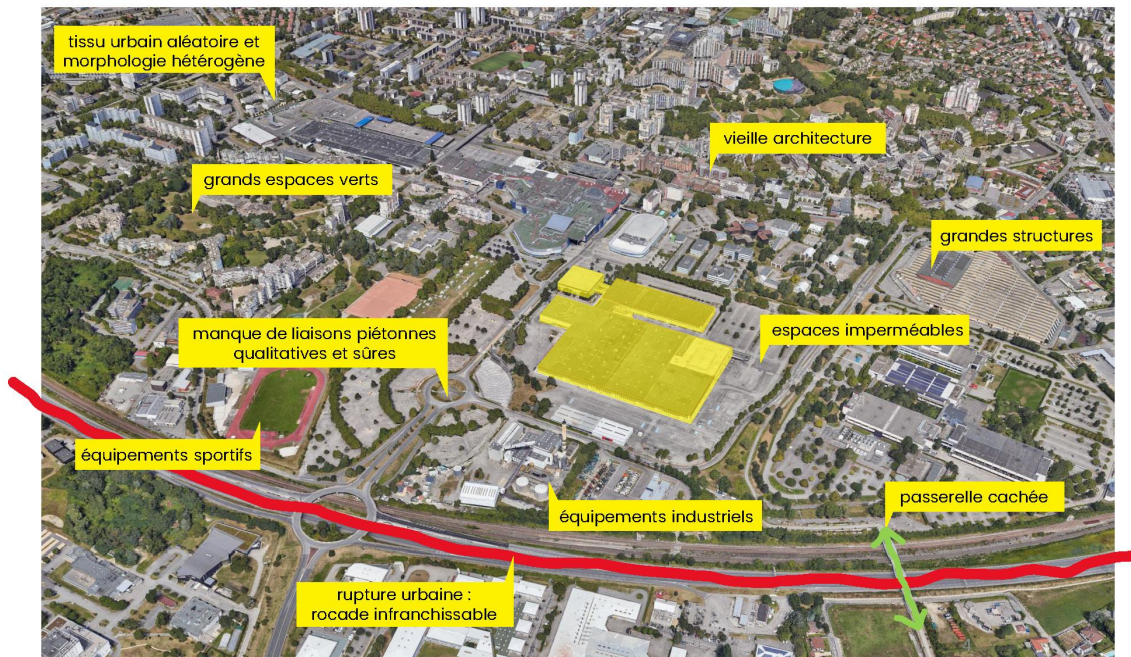 tissu urbain aléatoire et
morphologie hétérogène
vieille architecture
grands espaces verts
grandes structures
manque de liaisons piétonnes
qualitatives et sûres
espaces imperméables
équipements sportifs
passerelle cachée
équipements industriels
rupture urbaine :
rocade infranchissable